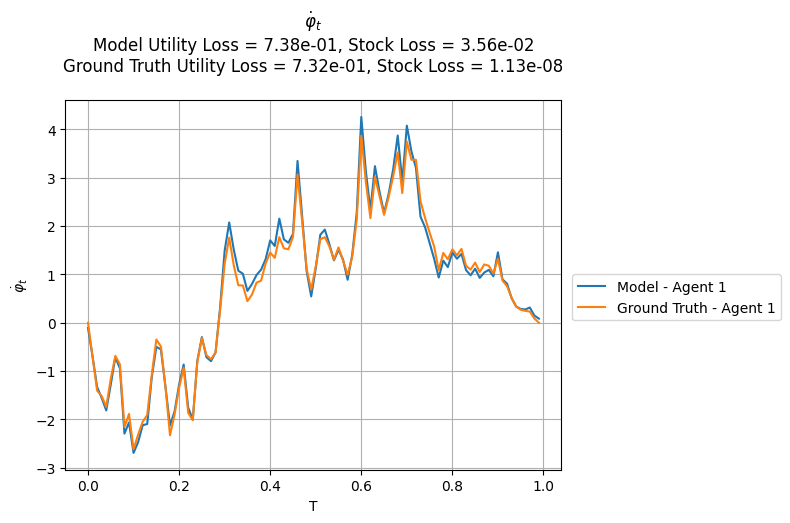 φ̇ₜ
Model Utility Loss = 7.38e-01, Stock Loss = 3.56e-02
Ground Truth Utility Loss = 7.32e-01, Stock Loss = 1.13e-08
4
3
2
1
0
−1
−2
−3
φ̇ₜ
0.0 0.2 0.4 0.6 0.8 1.0
T
Model - Agent 1
Ground Truth - Agent 1